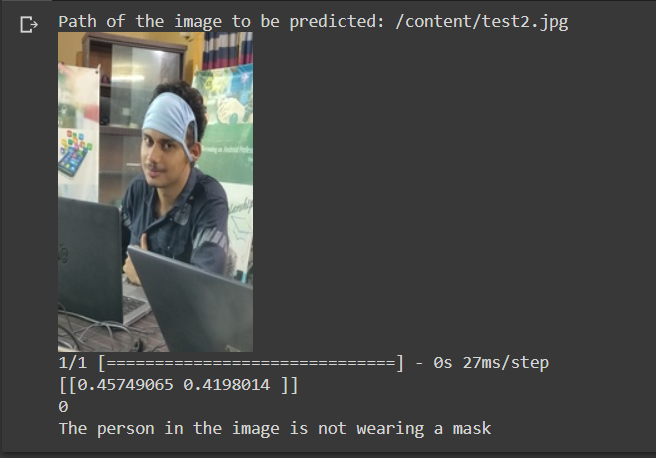 Path of the image to be predicted: /content/test2.jpg
1/1 [==============================] - 0s 27ms/step
[[0.45749065 0.4198014 ]]
0
The person in the image is not wearing a mask